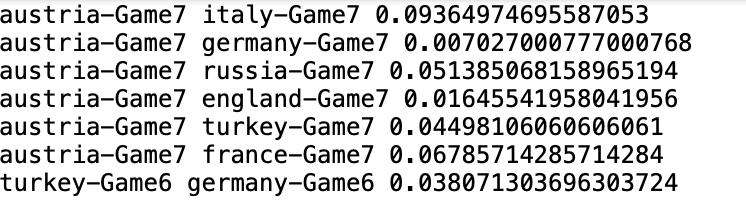 austria-Game7 italy-Game7 0.09364974695587053
austria-Game7 germany-Game7 0.007027000777000768
austria-Game7 russia-Game7 0.051385068158965194
austria-Game7 england-Game7 0.01645541958041956
austria-Game7 turkey-Game7 0.04498106060606061
austria-Game7 france-Game7 0.06785714285714284
turkey-Game6 germany-Game6 0.038071303696303724